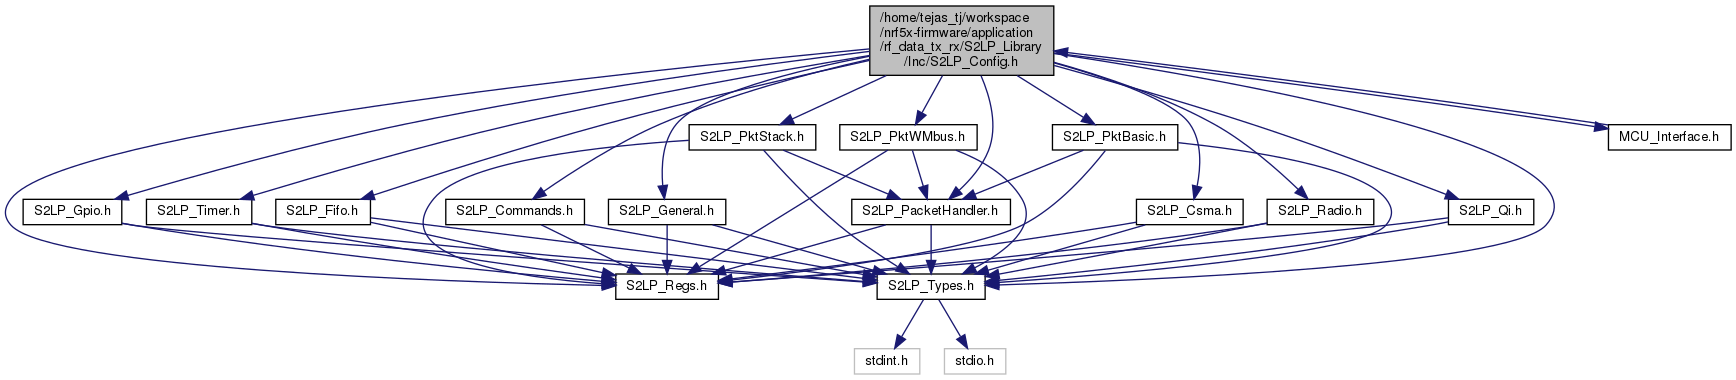 /home/tejas_tj/workspace
/nrf5x-firmware/application
/rf_data_tx_rx/S2LP_Library
/Inc/S2LP_Config.h
S2LP_PktStack.h
S2LP_PktWMbus.h
S2LP_PktBasic.h
MCU_Interface.h
S2LP_Gpio.h
S2LP_Timer.h
S2LP_Fifo.h
S2LP_Commands.h
S2LP_General.h
S2LP_PacketHandler.h
S2LP_Csma.h
S2LP_Radio.h
S2LP_Qi.h
S2LP_Regs.h
S2LP_Types.h
stdint.h
stdio.h